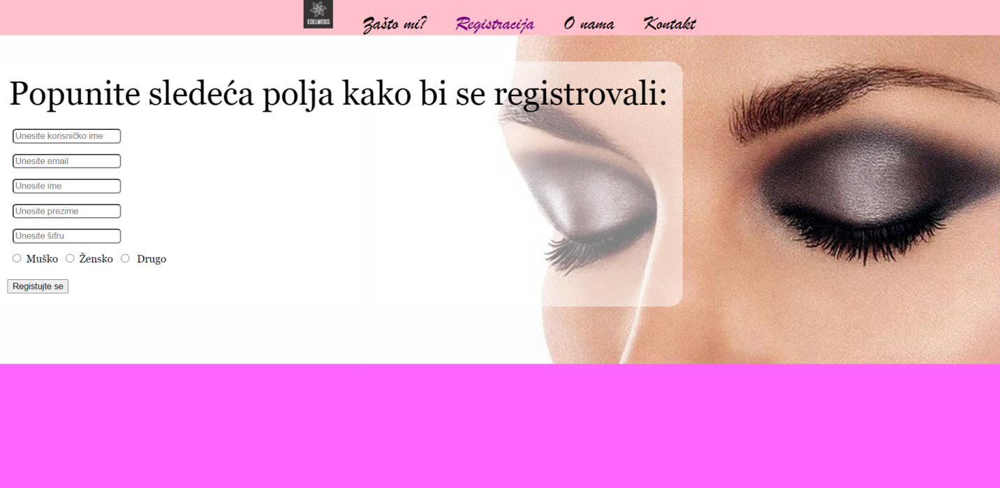 EDELWEISS
Zašto mi? Registracija O nama Kontakt
Popunite sledeća polja kako bi se registrovali:
Unesite korisničko ime
Unesite email
Unesite ime
Unesite prezime
Unesite šifru
Muško Žensko Drugo
Registujte se